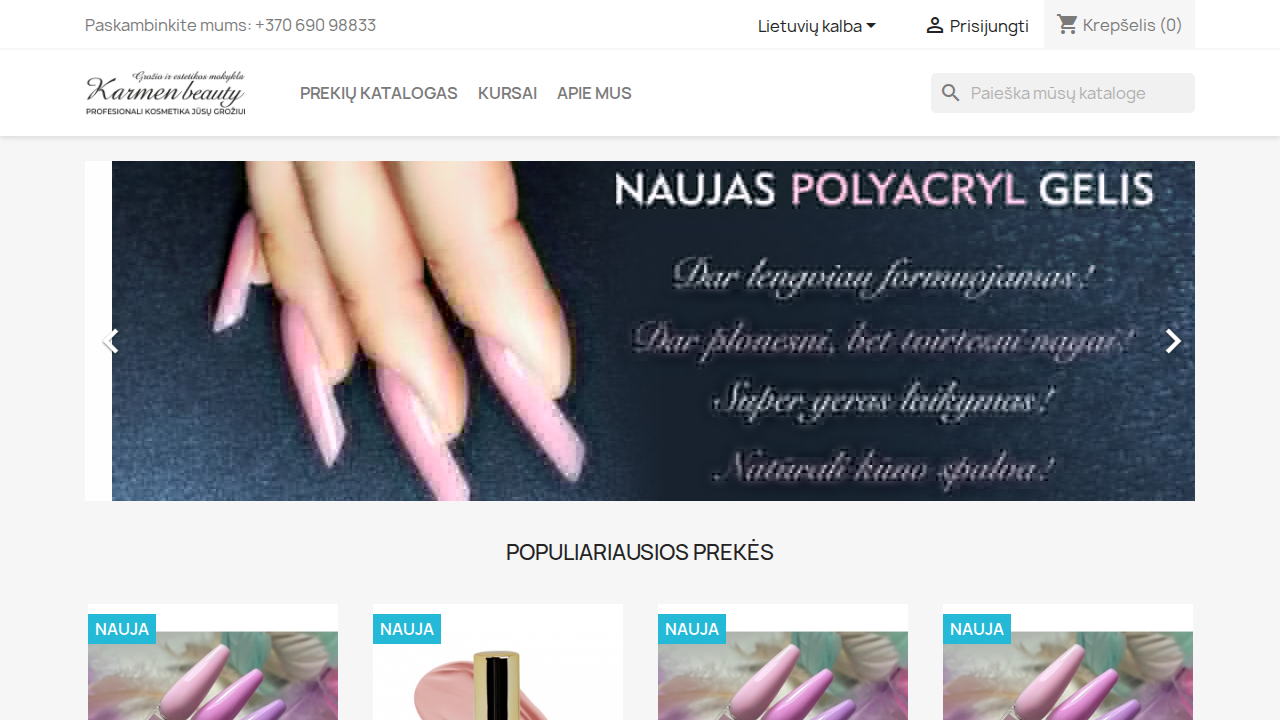 Paskambinkite mums: +370 690 98833
Lietuvių kalba
Prisijungti
Krepšelis (0)
Grožio ir estetikos mokykla
Karmen beauty
PROFESIONALI KOSMETIKA JŪSŲ GROŽIUI
PREKIŲ KATALOGAS
KURSAI
APIE MUS
Paieška mūsų kataloge
NAUJAS POLYACRYL GELIS
Dar lengviau formuojamas!
Dar plonesni, bet tvirtesni nagai!
Super geras laikymas!
Natūrali kūno spalva!
POPULIARIAUSIOS PREKĖS
NAUJA
NAUJA
NAUJA
NAUJA